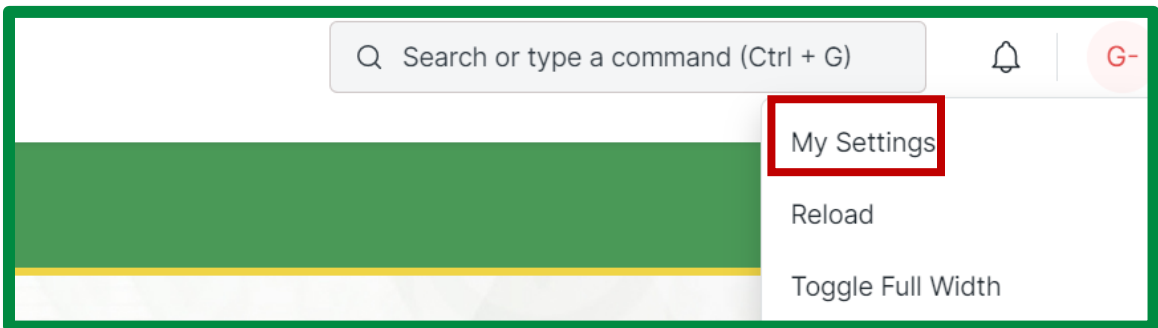 Search or type a command (Ctrl + G)
G-
My Settings
Reload
Toggle Full Width